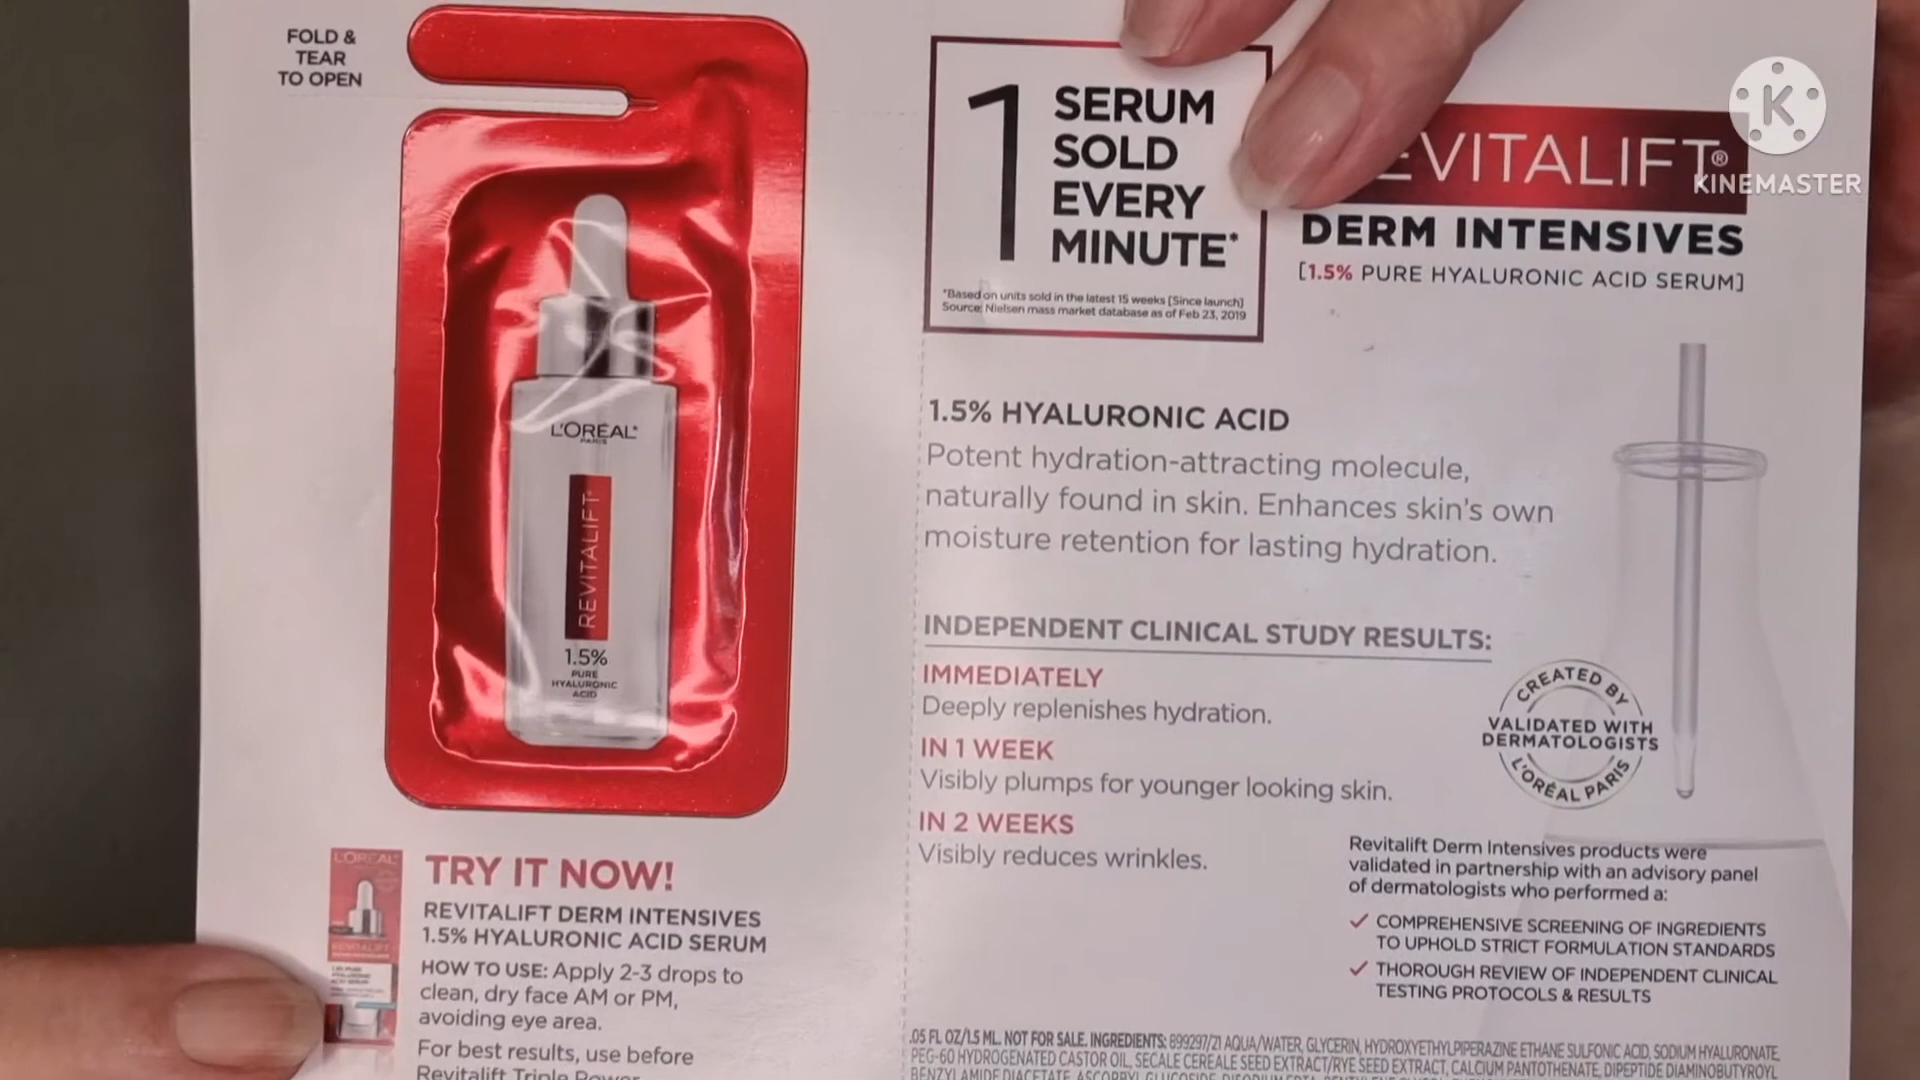 FOLD &
TEAR
TO OPEN
L'ORÉAL
PARIS
REVITALIFT
1.5%
PURE
HYALURONIC
ACID
L'ORÉAL
TRY IT NOW!
REVITALIFT DERM INTENSIVES
1.5% HYALURONIC ACID SERUM
HOW TO USE: Apply 2-3 drops to
clean, dry face AM or PM,
avoiding eye area.
For best results, use before
Revitalift Triple Power
1 SERUM
SOLD
EVERY
MINUTE*
*Based on units sold in the latest 15 weeks [Since launch]
Source: Nielsen mass market database as of Feb 23, 2019
EVITALIFT®
DERM INTENSIVES
[1.5% PURE HYALURONIC ACID SERUM]
K
KINEMASTER
1.5% HYALURONIC ACID
Potent hydration-attracting molecule,
naturally found in skin. Enhances skin's own
moisture retention for lasting hydration.
INDEPENDENT CLINICAL STUDY RESULTS:
IMMEDIATELY
Deeply replenishes hydration.
IN 1 WEEK
Visibly plumps for younger looking skin.
IN 2 WEEKS
Visibly reduces wrinkles.
CREATED BY
VALIDATED WITH
DERMATOLOGISTS
L'ORÉAL PARIS
Revitalift Derm Intensives products were
validated in partnership with an advisory panel
of dermatologists who performed a:
✓ COMPREHENSIVE SCREENING OF INGREDIENTS
TO UPHOLD STRICT FORMULATION STANDARDS
✓ THOROUGH REVIEW OF INDEPENDENT CLINICAL
TESTING PROTOCOLS & RESULTS
.05 FL OZ/1.5 ML. NOT FOR SALE. INGREDIENTS: 899297/21 AQUA/WATER, GLYCERIN, HYDROXYETHYLPIPERAZINE ETHANE SULFONIC ACID, SODIUM HYALURONATE,
PEG-60 HYDROGENATED CASTOR OIL, SECALE CEREALE SEED EXTRACT/RYE SEED EXTRACT, CALCIUM PANTOTHENATE, DIPEPTIDE DIAMINOBUTYROYL
BENZYLAMIDE DIACETATE, ASCORBYL GLUCOSIDE, DISODIUM EDTA,